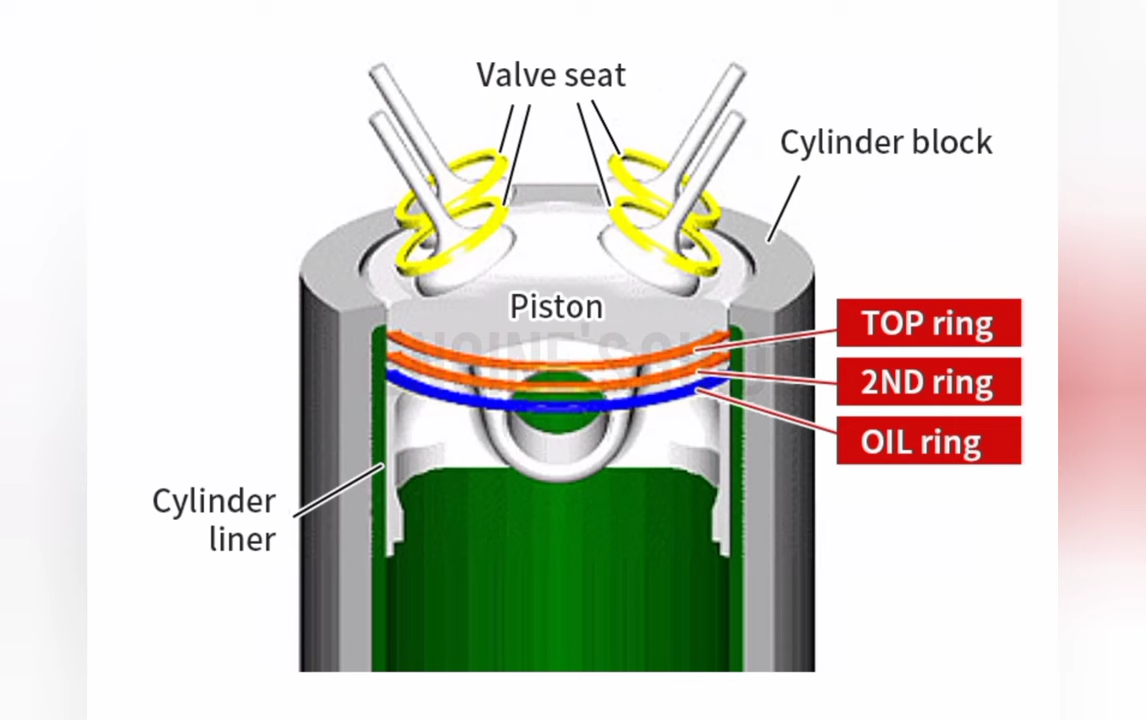 Valve seat
Cylinder block
Piston
TOP ring
2ND ring
OIL ring
Cylinder
liner